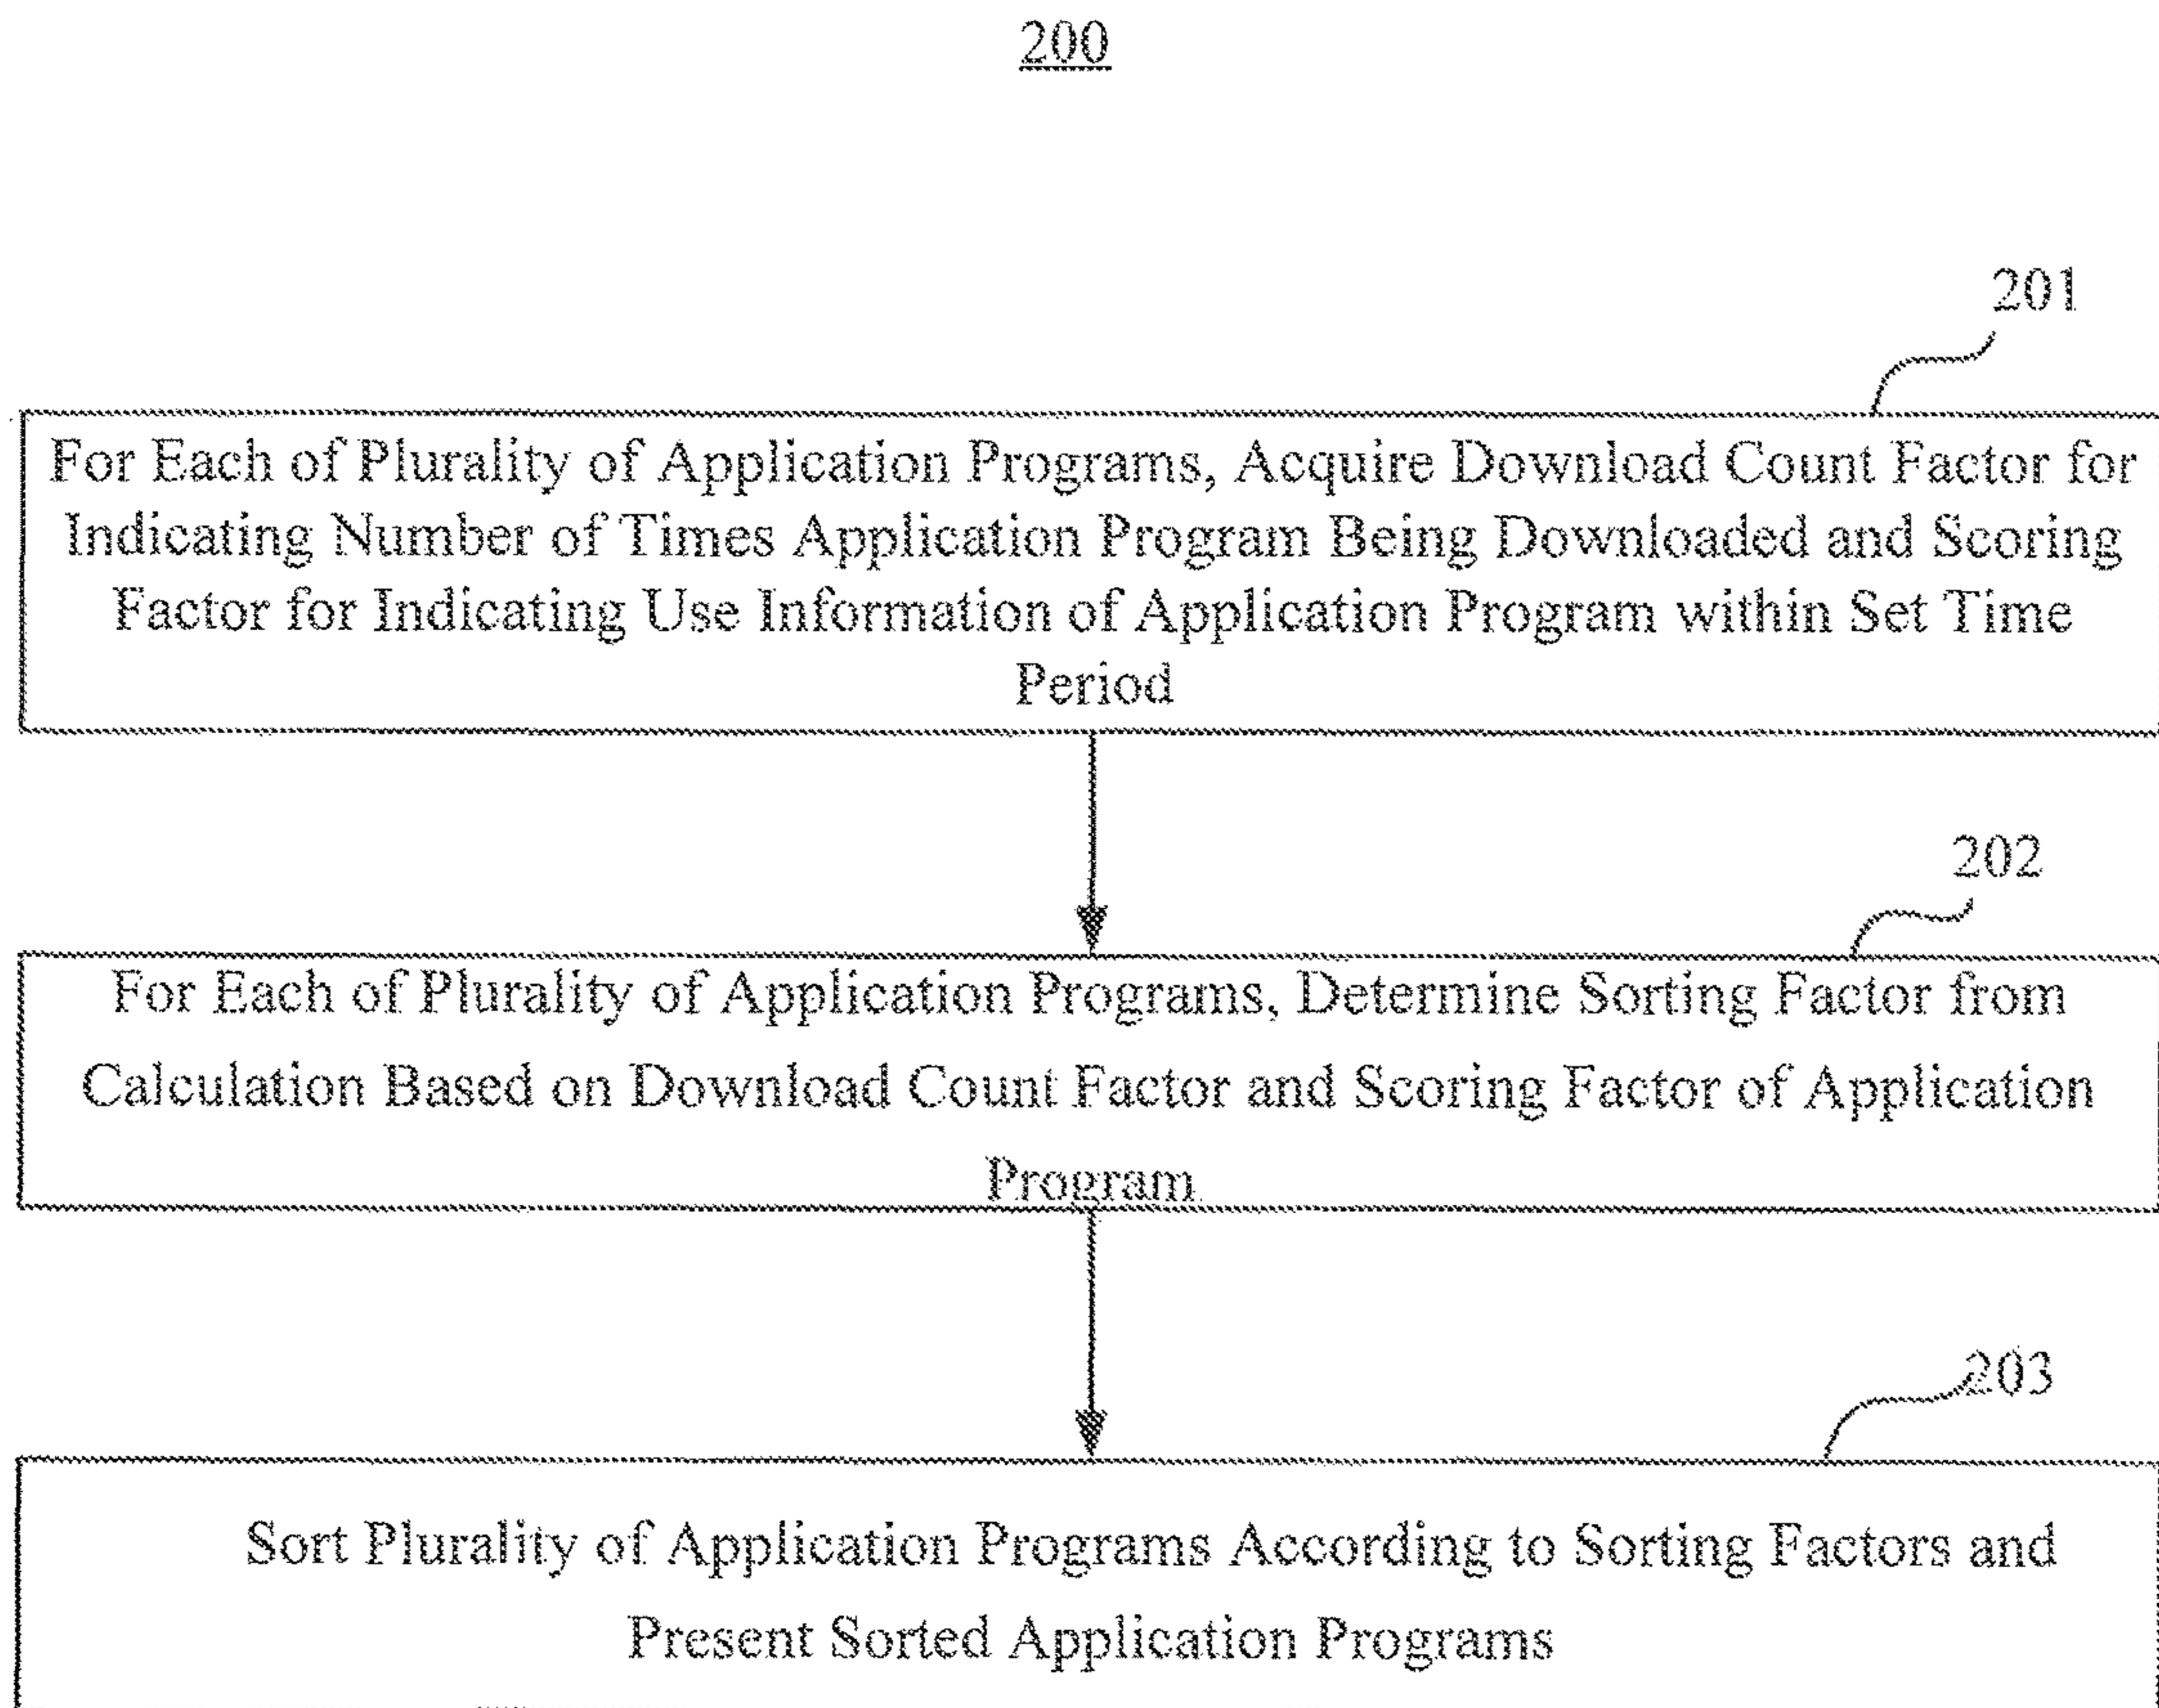 200
201
For Each of Plurality of Application Programs, Acquire Download Count Factor for
Indicating Number of Times Application Program Being Downloaded and Scoring
Factor for Indicating Use Information of Application Program within Set Time
Period
202
For Each of Plurality of Application Programs, Determine Sorting Factor from
Calculation Based on Download Count Factor and Scoring Factor of Application
Program
203
Sort Plurality of Application Programs According to Sorting Factors and
Present Sorted Application Programs